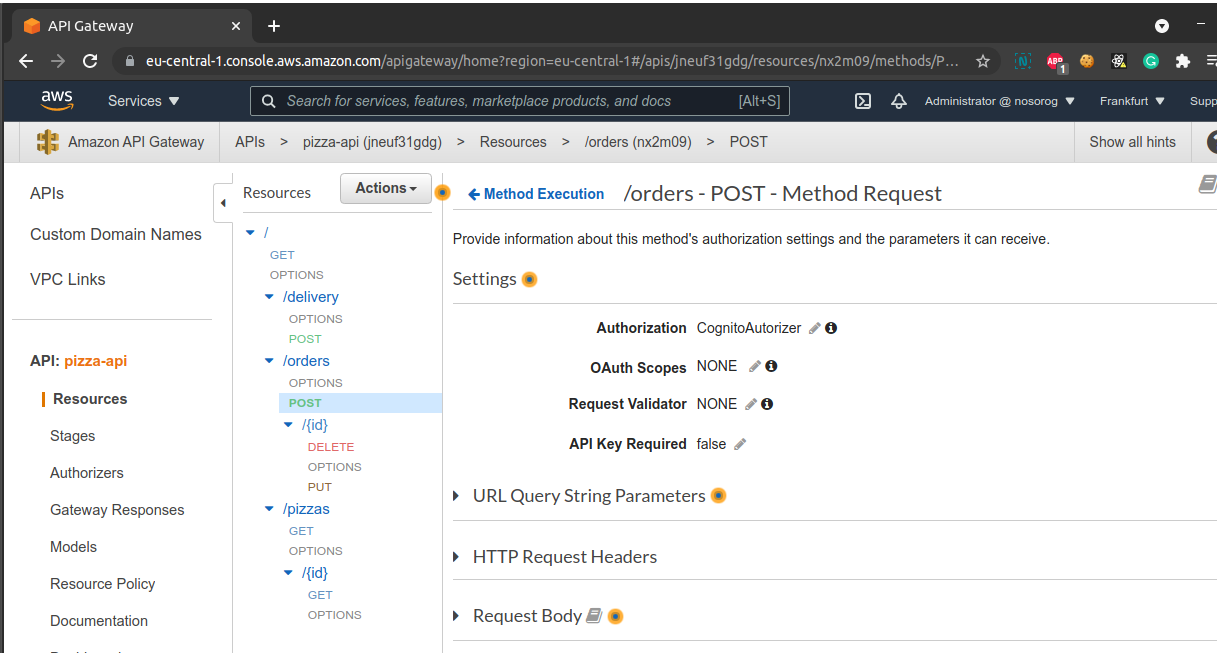 API Gateway
eu-central-1.console.aws.amazon.com/apigateway/home?region=eu-central-1#/apis/jneuf31gdg/resources/nx2m09/methods/P...
ABP
1
aws
Services
Search for services, features, marketplace products, and docs [Alt+S]
Administrator @ nosorog
Frankfurt
Supp
Amazon API Gateway
APIs > pizza-api (jneuf31gdg) > Resources > /orders (nx2m09) > POST
Show all hints
?
APIs
Custom Domain Names
VPC Links
API: pizza-api
Resources
Stages
Authorizers
Gateway Responses
Models
Resource Policy
Documentation
Resources
Actions
/
GET
OPTIONS
/delivery
OPTIONS
POST
/orders
OPTIONS
POST
/{id}
DELETE
OPTIONS
PUT
/pizzas
GET
OPTIONS
/{id}
GET
OPTIONS
Method Execution /orders - POST - Method Request
Provide information about this method's authorization settings and the parameters it can receive.
Settings
Authorization CognitoAutorizer
OAuth Scopes NONE
Request Validator NONE
API Key Required false
URL Query String Parameters
HTTP Request Headers
Request Body